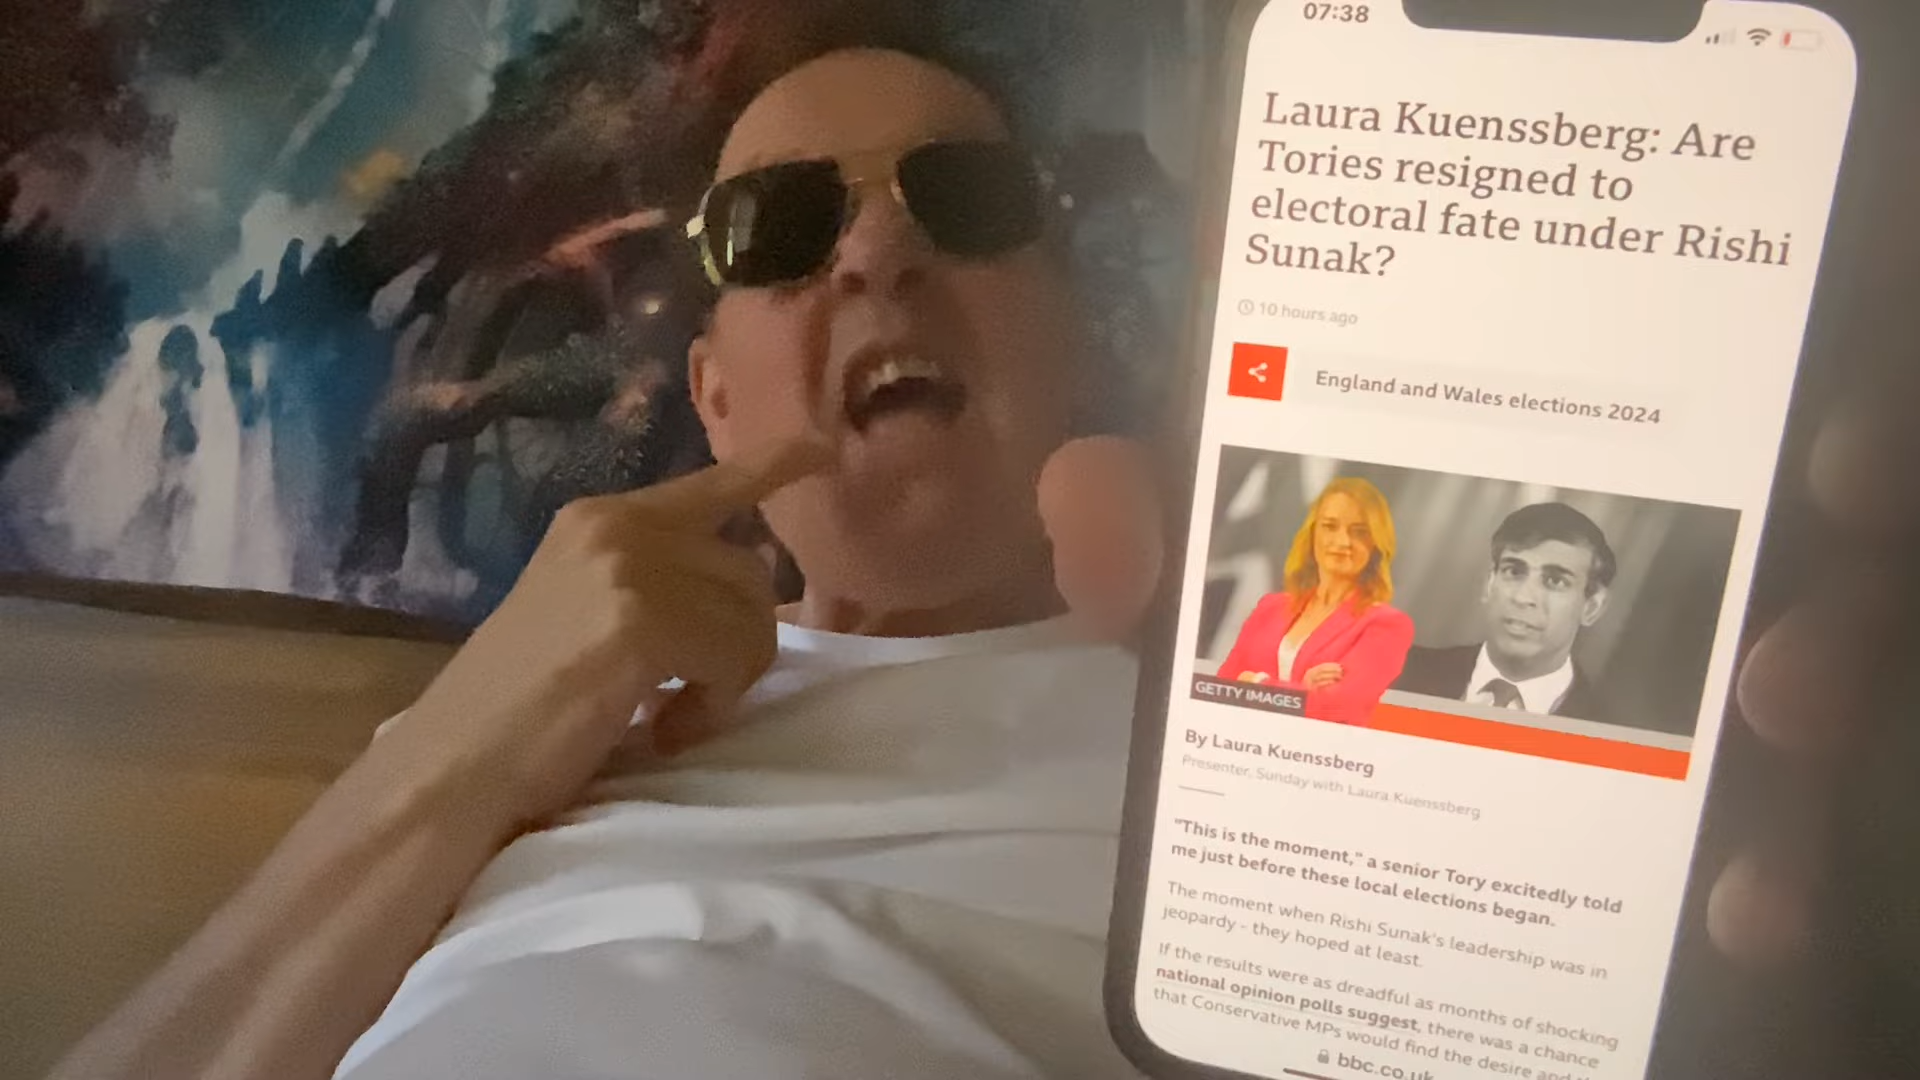 07:38
Laura Kuenssberg: Are
Tories resigned to
electoral fate under Rishi
Sunak?
10 hours ago
England and Wales elections 2024
GETTY IMAGES
By Laura Kuenssberg
Presenter, Sunday with Laura Kuenssberg
"This is the moment," a senior Tory excitedly told
me just before these local elections began.
The moment when Rishi Sunak's leadership was in
jeopardy - they hoped at least.
If the results were as dreadful as months of shocking
national opinion polls suggest, there was a chance
that Conservative MPs would find the desire and
bbc.co.uk